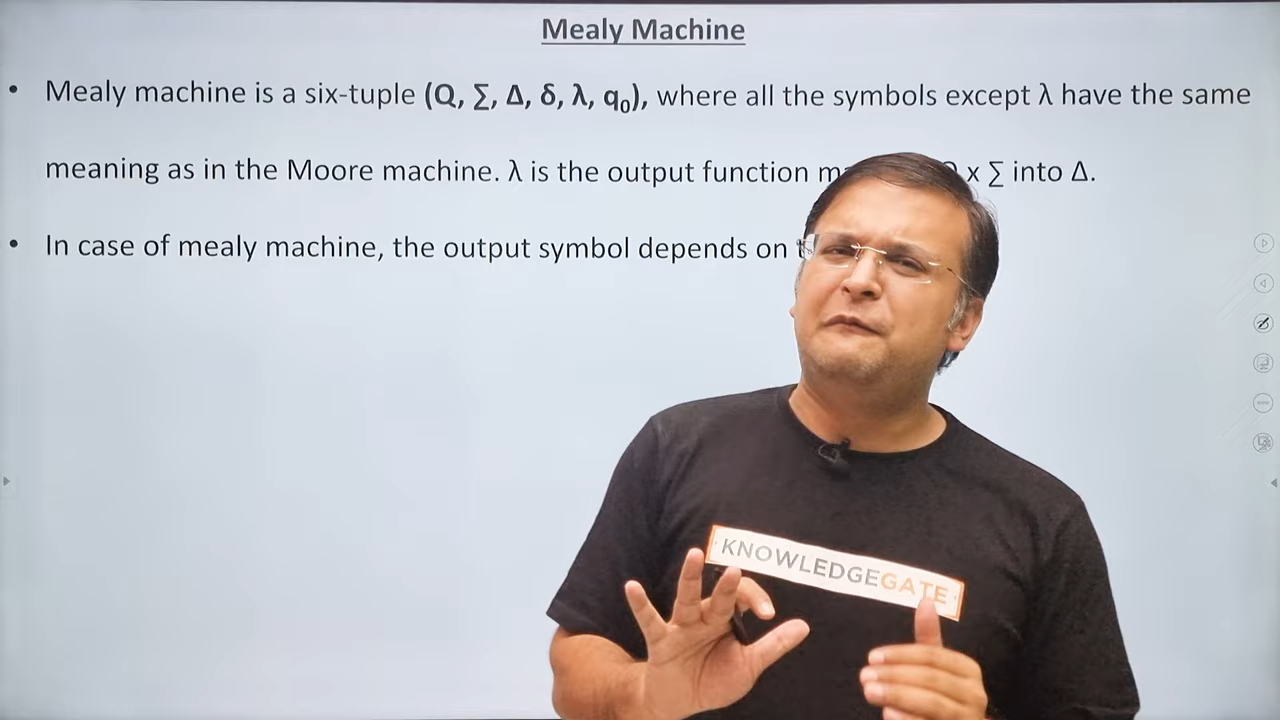 Mealy Machine
• Mealy machine is a six-tuple (Q, ∑, Δ, δ, λ, q₀), where all the symbols except λ have the same
meaning as in the Moore machine. λ is the output function x ∑ into Δ.
• In case of mealy machine, the output symbol depends on
KNOWLEDGEGATE